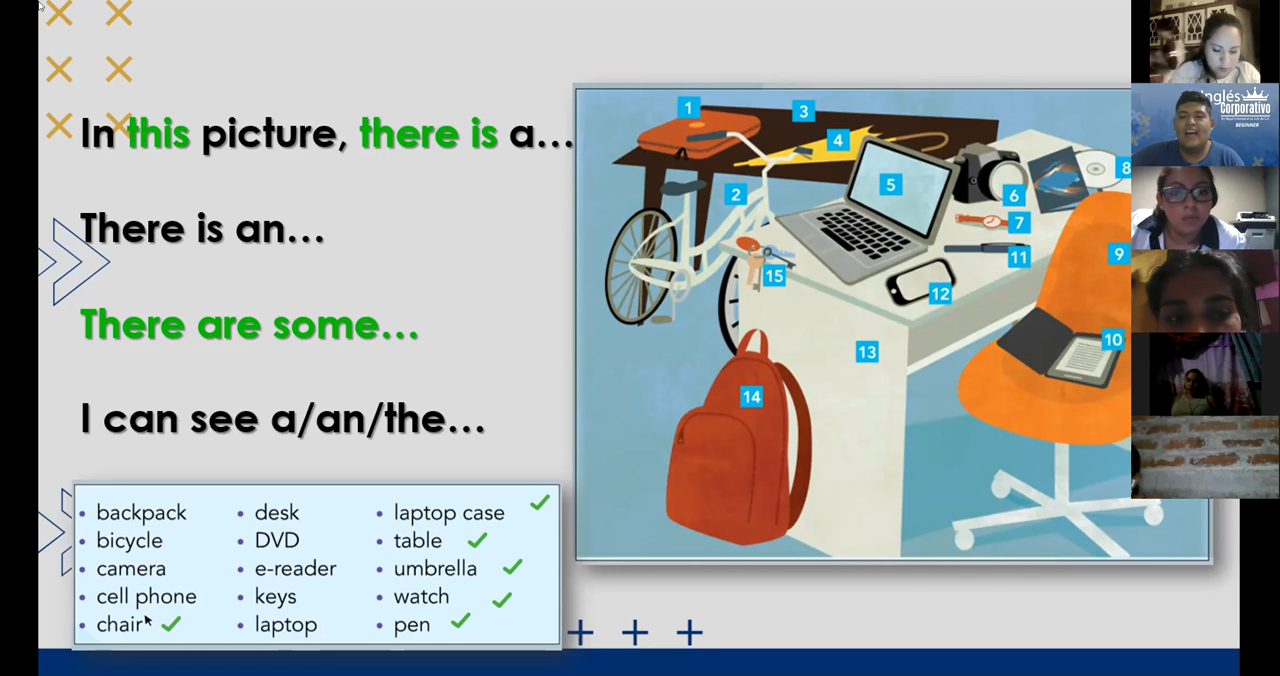 In this picture, there is a...
There is an...
There are some...
I can see a/an/the...
backpack
bicycle
camera
cell phone
chair
desk
DVD
e-reader
keys
laptop
laptop case
table
umbrella
watch
pen
1
2
3
4
5
6
7
8
9
10
11
12
13
14
15
Inglés
Corporativo
BEGINNER